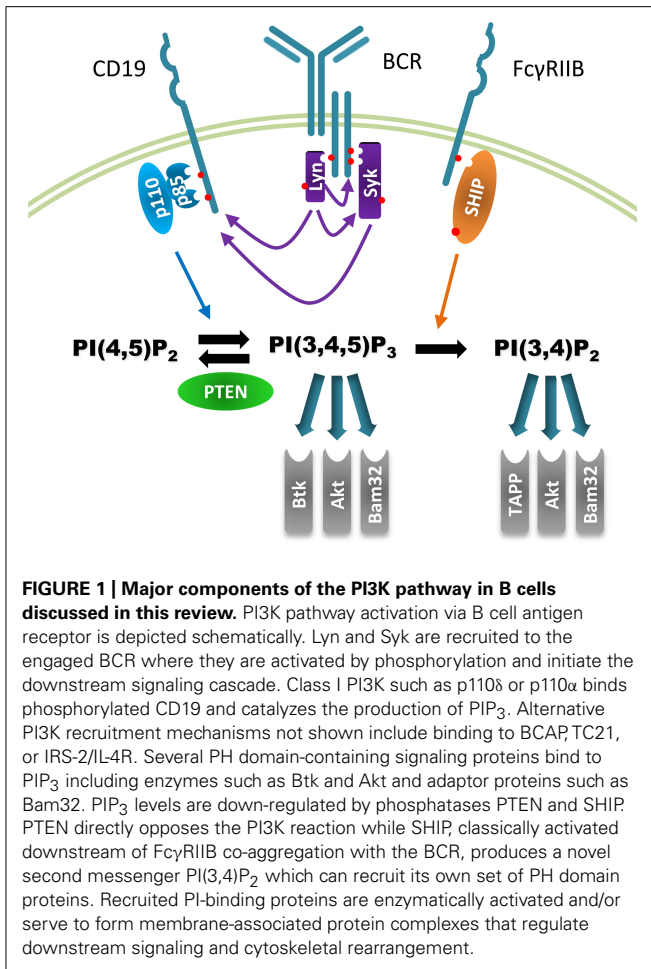 CD19
BCR
FcγRIIB
p110
p85
Lyn
Syk
SHIP
PI(4,5)P2
PI(3,4,5)P3
PI(3,4)P2
PTEN
Btk
Akt
Bam32
TAPP
Akt
Bam32
FIGURE 1 | Major components of the PI3K pathway in B cells
discussed in this review. PI3K pathway activation via B cell antigen
receptor is depicted schematically. Lyn and Syk are recruited to the
engaged BCR where they are activated by phosphorylation and initiate the
downstream signaling cascade. Class I PI3K such as p110δ or p110α binds
phosphorylated CD19 and catalyzes the production of PIP3. Alternative
PI3K recruitment mechanisms not shown include binding to BCAP, TC21,
or IRS-2/IL-4R. Several PH domain-containing signaling proteins bind to
PIP3 including enzymes such as Btk and Akt and adaptor proteins such as
Bam32. PIP3 levels are down-regulated by phosphatases PTEN and SHIP.
PTEN directly opposes the PI3K reaction while SHIP, classically activated
downstream of FcγRIIB co-aggregation with the BCR, produces a novel
second messenger PI(3,4)P2 which can recruit its own set of PH domain
proteins. Recruited PI-binding proteins are enzymatically activated and/or
serve to form membrane-associated protein complexes that regulate
downstream signaling and cytoskeletal rearrangement.